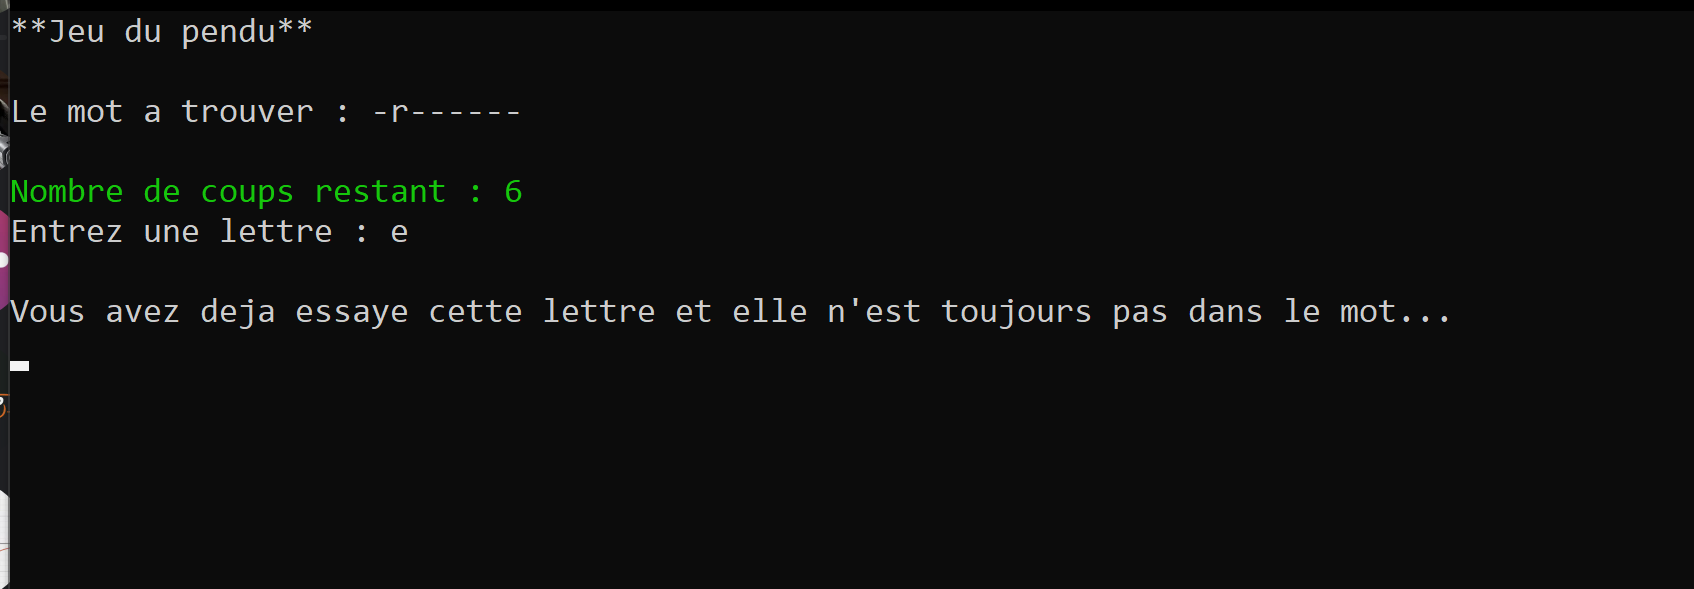 **Jeu du pendu**
Le mot a trouver : -r------
Nombre de coups restant : 6
Entrez une lettre : e
Vous avez deja essaye cette lettre et elle n'est toujours pas dans le mot...